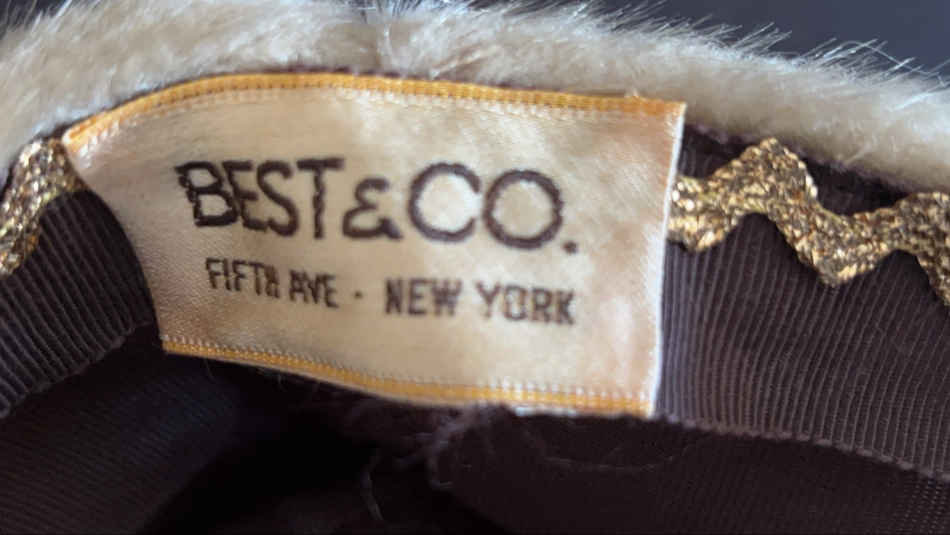 BEST & CO.
FIFTH AVE · NEW YORK